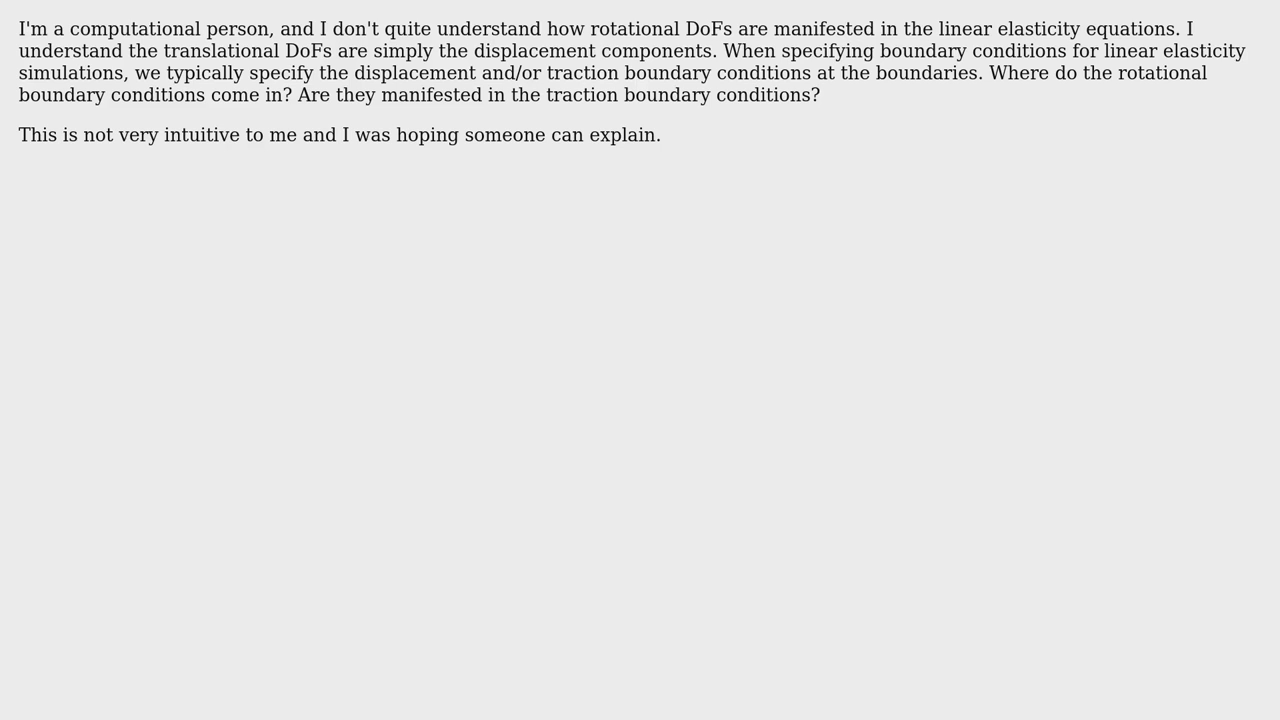 I'm a computational person, and I don't quite understand how rotational DoFs are manifested in the linear elasticity equations. I
understand the translational DoFs are simply the displacement components. When specifying boundary conditions for linear elasticity
simulations, we typically specify the displacement and/or traction boundary conditions at the boundaries. Where do the rotational
boundary conditions come in? Are they manifested in the traction boundary conditions?
This is not very intuitive to me and I was hoping someone can explain.